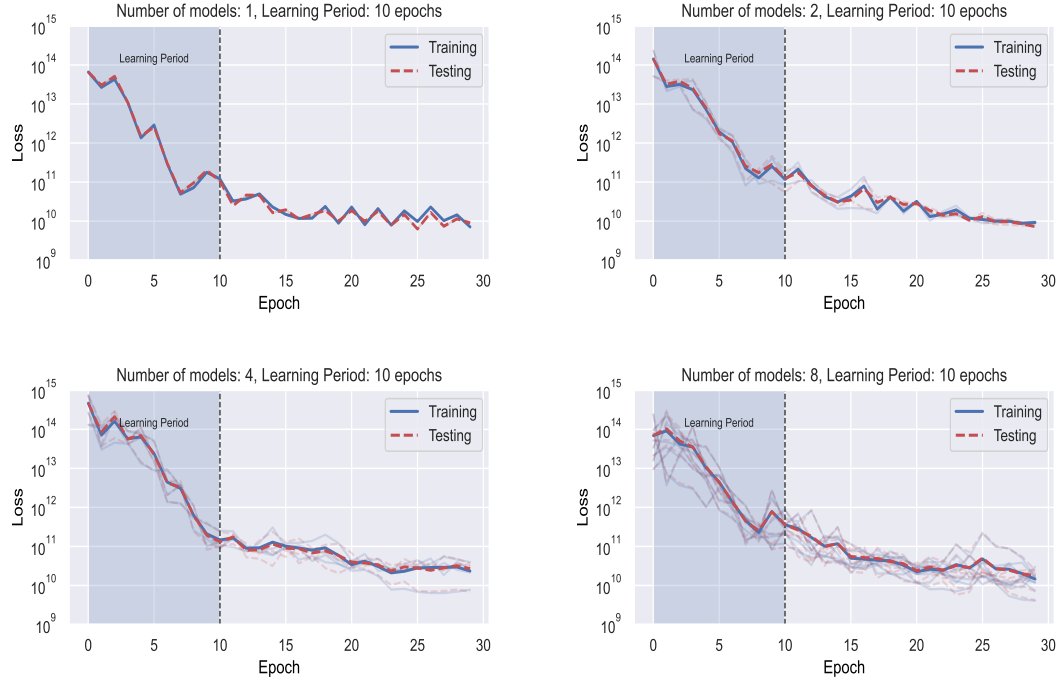 Number of models: 1, Learning Period: 10 epochs
10^15
10^14
10^13
10^12
10^11
10^10
10^9
Loss
Learning Period
Training
Testing
0 5 10 15 20 25 30
Epoch
Number of models: 2, Learning Period: 10 epochs
10^15
10^14
10^13
10^12
10^11
10^10
10^9
Loss
Learning Period
Training
Testing
0 5 10 15 20 25 30
Epoch
Number of models: 4, Learning Period: 10 epochs
10^15
10^14
10^13
10^12
10^11
10^10
10^9
Loss
Learning Period
Training
Testing
0 5 10 15 20 25 30
Epoch
Number of models: 8, Learning Period: 10 epochs
10^15
10^14
10^13
10^12
10^11
10^10
10^9
Loss
Learning Period
Training
Testing
0 5 10 15 20 25 30
Epoch